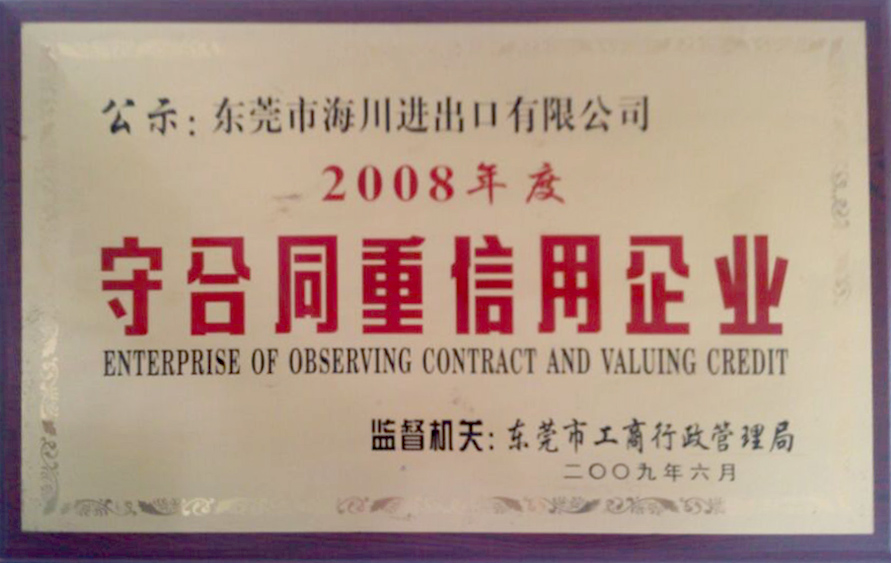 公示：东莞市海川进出口有限公司
2008年度
守合同重信用企业
ENTERPRISE OF OBSERVING CONTRACT AND VALUING CREDIT
监督机关：东莞市工商行政管理局
二〇〇九年六月